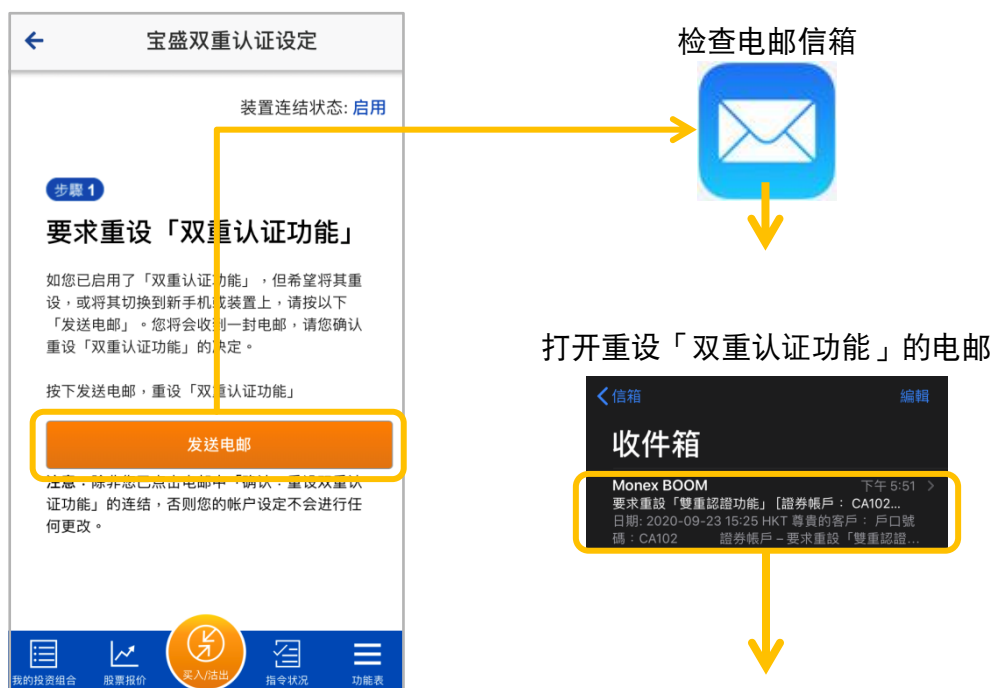 宝盛双重认证设定
装置连结状态: 启用
步驟 1
要求重设「双重认证功能」
如您已启用了「双重认证功能」，但希望将其重
设，或将其切换到新手机或装置上，请按以下
「发送电邮」。您将会收到一封电邮，请您确认
重设「双重认证功能」的决定。
按下发送电邮，重设「双重认证功能」
发送电邮
注意：除非您已点击电邮中「确认：重设双重认
证功能」的连结，否则您的帐户设定不会进行任
何更改。
我的投资组合
股票报价
买入/沽出
指令状况
功能表
检查电邮信箱
打开重设「双重认证功能」的电邮
信箱
編輯
收件箱
Monex BOOM 下午 5:51
要求重設「雙重認證功能」[證券帳戶： CA102...
日期: 2020-09-23 15:25 HKT 尊貴的客戶： 戶口號
碼：CA102 證券帳戶 – 要求重設「雙重認證...